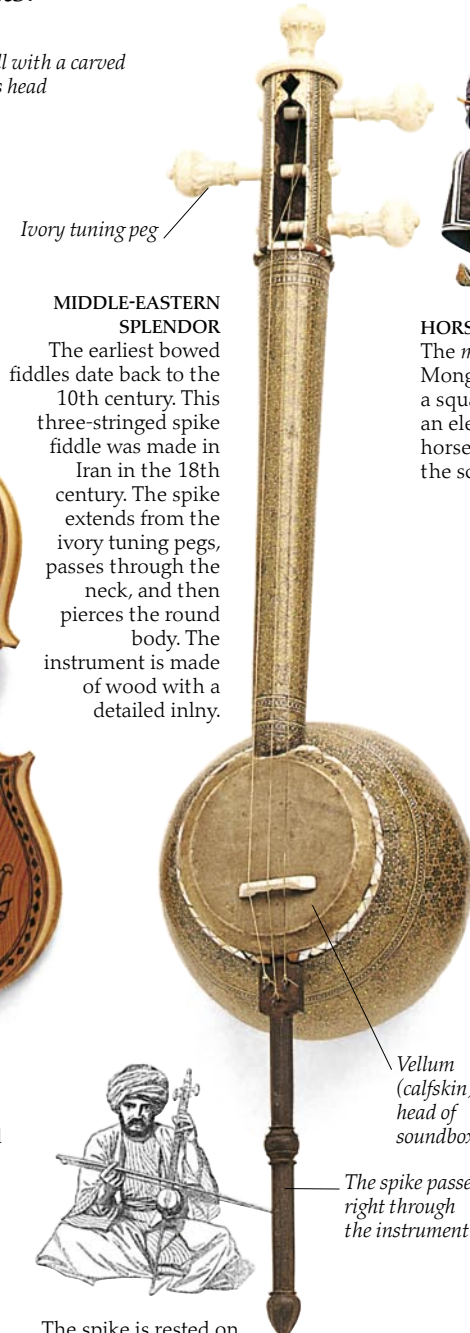 ll with a carved
s head
Ivory tuning peg
MIDDLE-EASTERN
SPLENDOR
The earliest bowed
fiddles date back to the
10th century. This
three-stringed spike
fiddle was made in
Iran in the 18th
century. The spike
extends from the
ivory tuning pegs,
passes through the
neck, and then
pierces the round
body. The
instrument is made
of wood with a
detailed inlny.
HORS
The m
Mong
a squa
an ele
horse
the sc
Vellum
(calfskin)
head of
soundbox
The spike passe
right through
the instrument
The spike is rested on